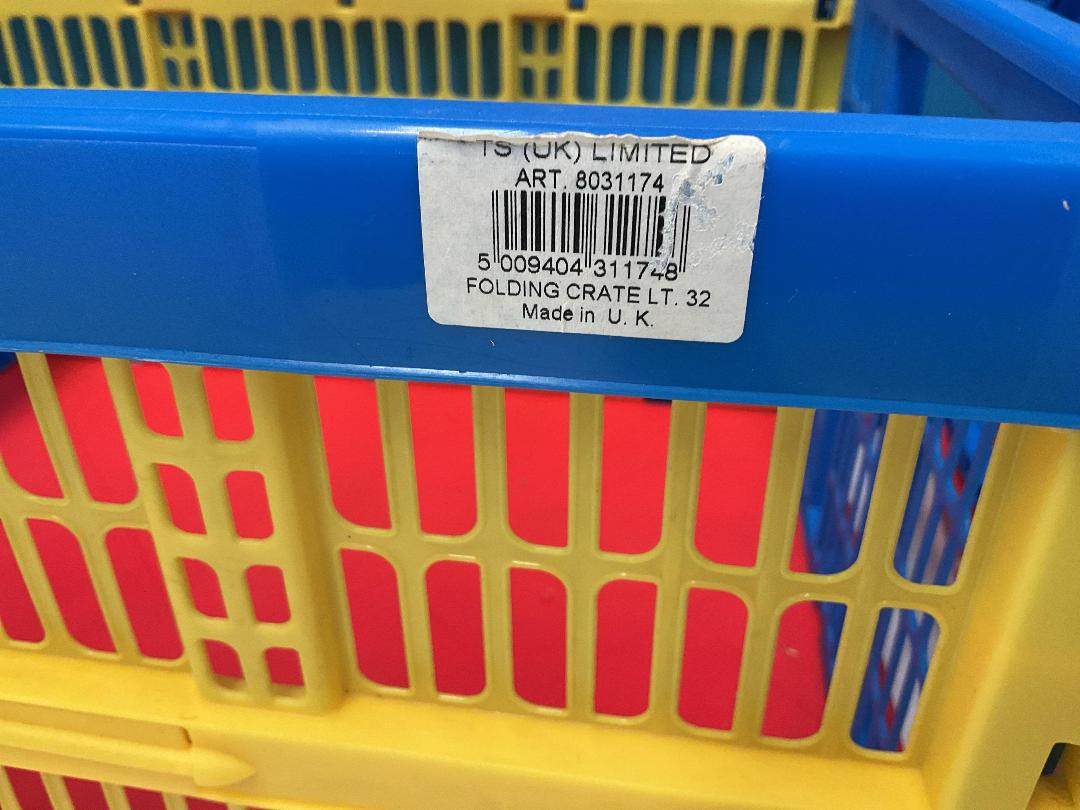 TS (UK) LIMITED
ART. 8031174
5 009404 311748
FOLDING CRATE LT. 32
Made in U. K.